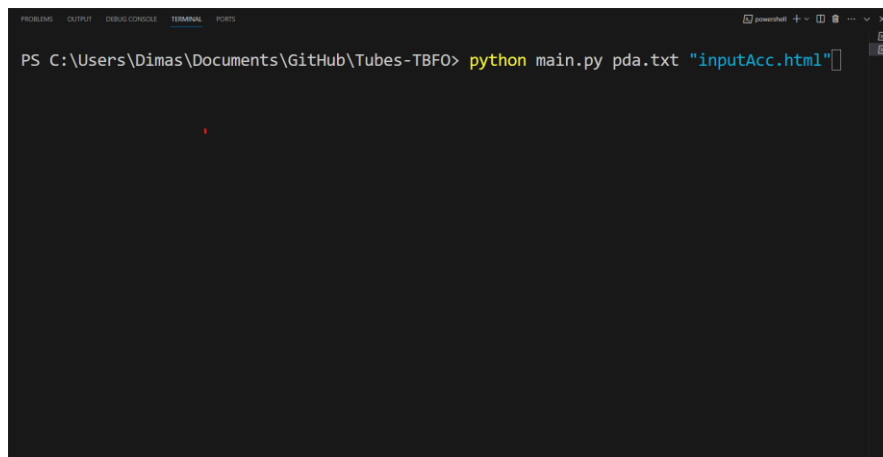 PROBLEMS OUTPUT DEBUG CONSOLE TERMINAL PORTS powershell
PS C:\Users\Dimas\Documents\GitHub\Tubes-TBFO> python main.py pda.txt "inputAcc.html"